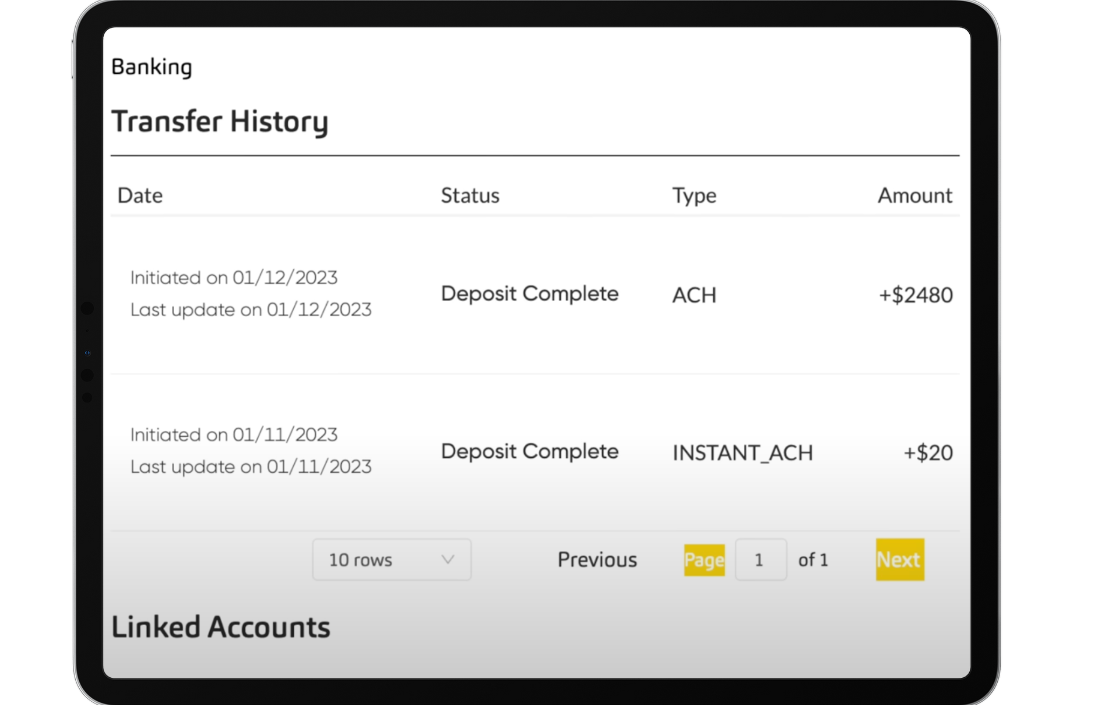 Banking
Transfer History
Date Status Type Amount
Initiated on 01/12/2023
Last update on 01/12/2023
Deposit Complete ACH +$2480
Initiated on 01/11/2023
Last update on 01/11/2023
Deposit Complete INSTANT_ACH +$20
10 rows Previous Page 1 of 1 Next
Linked Accounts